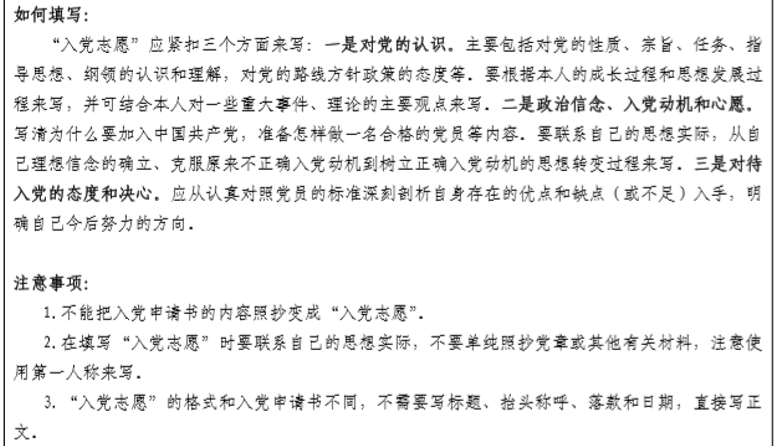 如何填写：
“入党志愿”应紧扣三个方面来写：一是对党的认识。主要包括对党的性质、宗旨、任务、指
导思想、纲领的认识和理解，对党的路线方针政策的态度等．要根据本人的成长过程和思想发展过
程来写，并可结合本人对一些重大事件、理论的主要观点来写．二是政治信念、入党动机和心愿。
写清为什么要加入中国共产党，准备怎样做一名合格的党员等内容．要联系自己的思想实际，从自
己理想信念的确立、克服原来不正确入党动机到树立正确入党动机的思想转变过程来写．三是对待
入党的态度和决心。应从认真对照党员的标准深刻剖析自身存在的优点和缺点（或不足）入手，明
确自己今后努力的方向．
注意事项：
1. 不能把入党申请书的内容照抄变成“入党志愿”．
2. 在填写“入党志愿”时要联系自己的思想实际，不要单纯照抄党章或其他有关材料，注意使
用第一人称来写．
3. “入党志愿”的格式和入党申请书不同，不需要写标题、抬头称呼、落款和日期，直接写正
文．